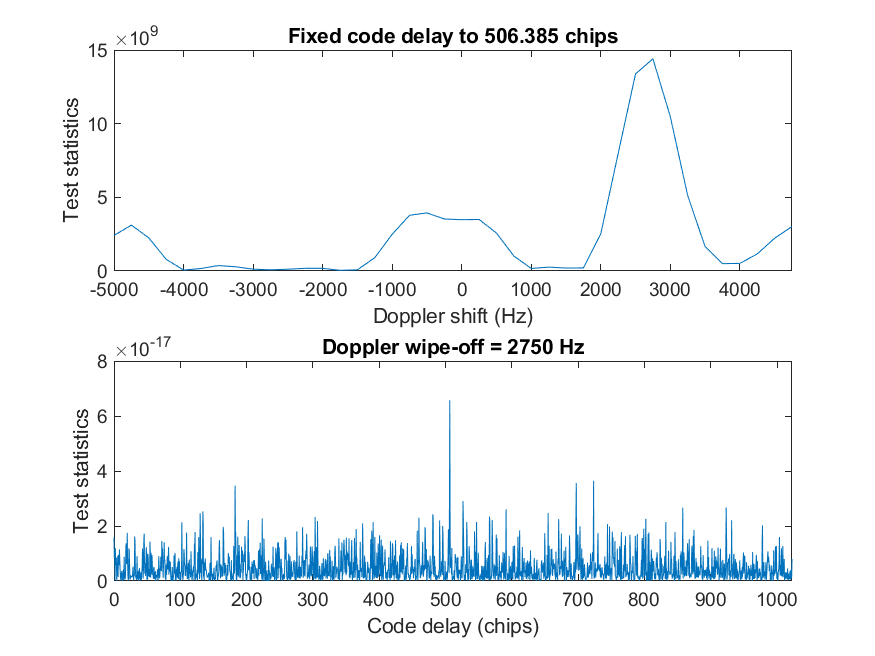 Fixed code delay to 506.385 chips
×10^9
15
10
5
0
Test statistics
-5000 -4000 -3000 -2000 -1000 0 1000 2000 3000 4000
Doppler shift (Hz)
Doppler wipe-off = 2750 Hz
×10^-17
8
6
4
2
0
Test statistics
0 100 200 300 400 500 600 700 800 900 1000
Code delay (chips)